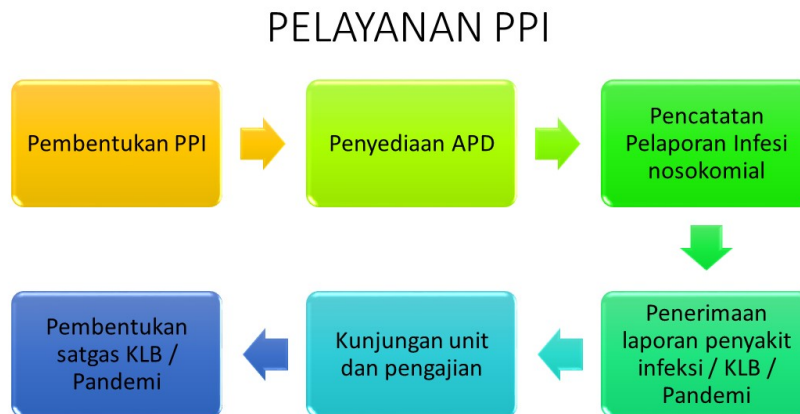 PELAYANAN PPI
Pembentukan PPI
Penyediaan APD
Pencatatan
Pelaporan Infesi
nosokomial
Penerimaan
laporan penyakit
infeksi / KLB /
Pandemi
Kunjungan unit
dan pengajian
Pembentukan
satgas KLB /
Pandemi